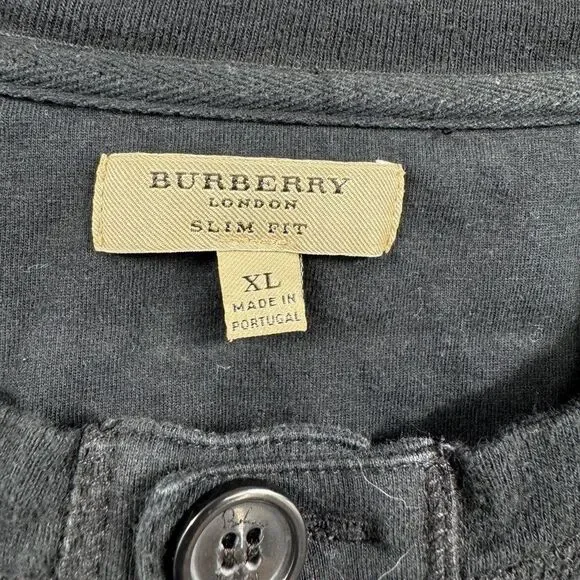 BURBERRY
LONDON
SLIM FIT
XL
MADE IN
PORTUGAL